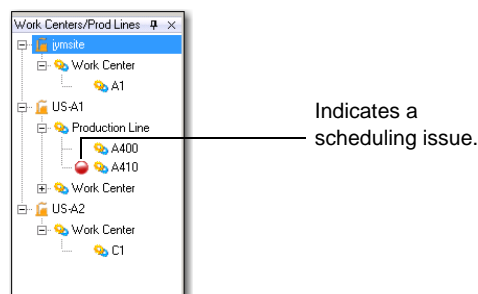 Work Centers/Prod Lines
jymsite
Work Center
A1
US-A1
Production Line
A400
A410
Work Center
US-A2
Work Center
C1
Indicates a
scheduling issue.